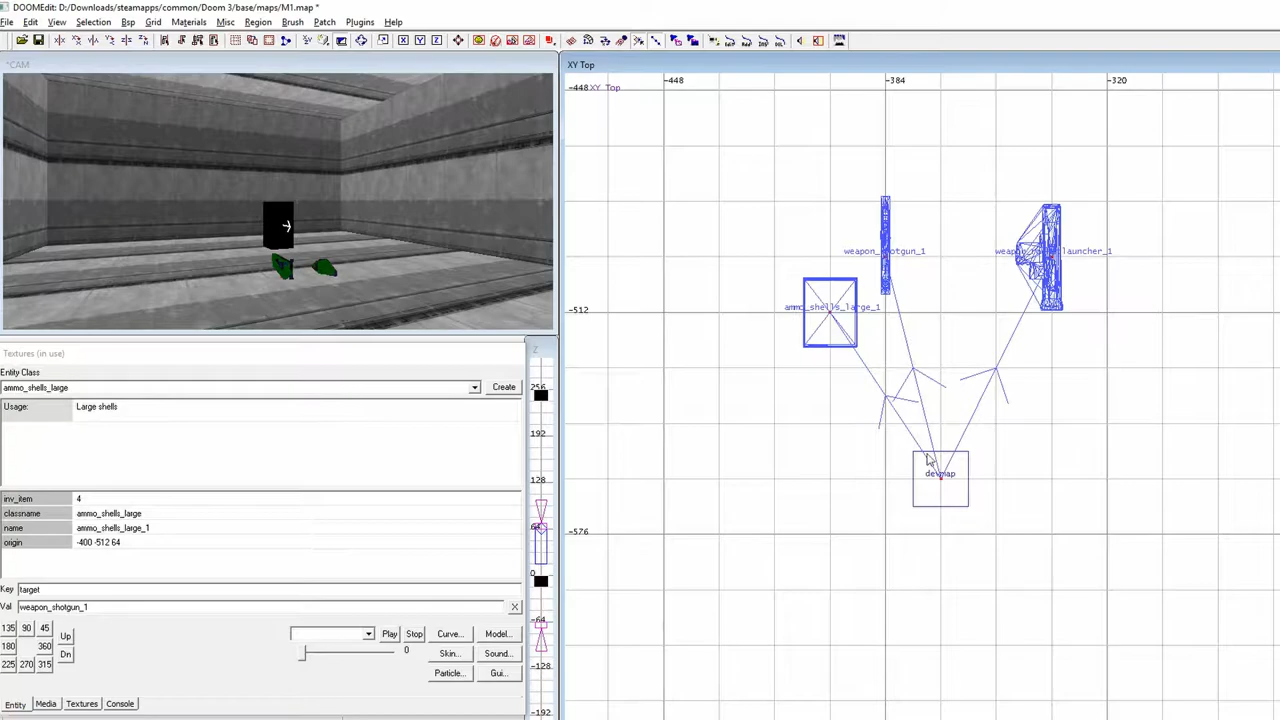 DOOMEdit: D:/Downloads/steamapps/common/Doom 3/base/maps/M1.map *
File Edit View Selection Bsp Grid Materials Misc Region Brush Patch Plugins Help
X Y Z
*CAM
XY Top
-448 -384 -320
-448 XY Top
weapon_shotgun_1
ammo_shells_large_1
-512
devmap
-576
Textures (in use)
Z
Entity Class
ammo_shells_large
Create
256
Usage: Large shells
192
128
inv_item 4
classname ammo_shells_large
name ammo_shells_large_1
64
origin -400 -512 64
0
Key target
Val weapon_shotgun_1 X
-64
135 90 45
Up
Play Stop Curve... Model...
180 360
0
Dn
Skin... Sound...
225 270 315
-128
Particle... Gui...
Entity Media Textures Console
-192